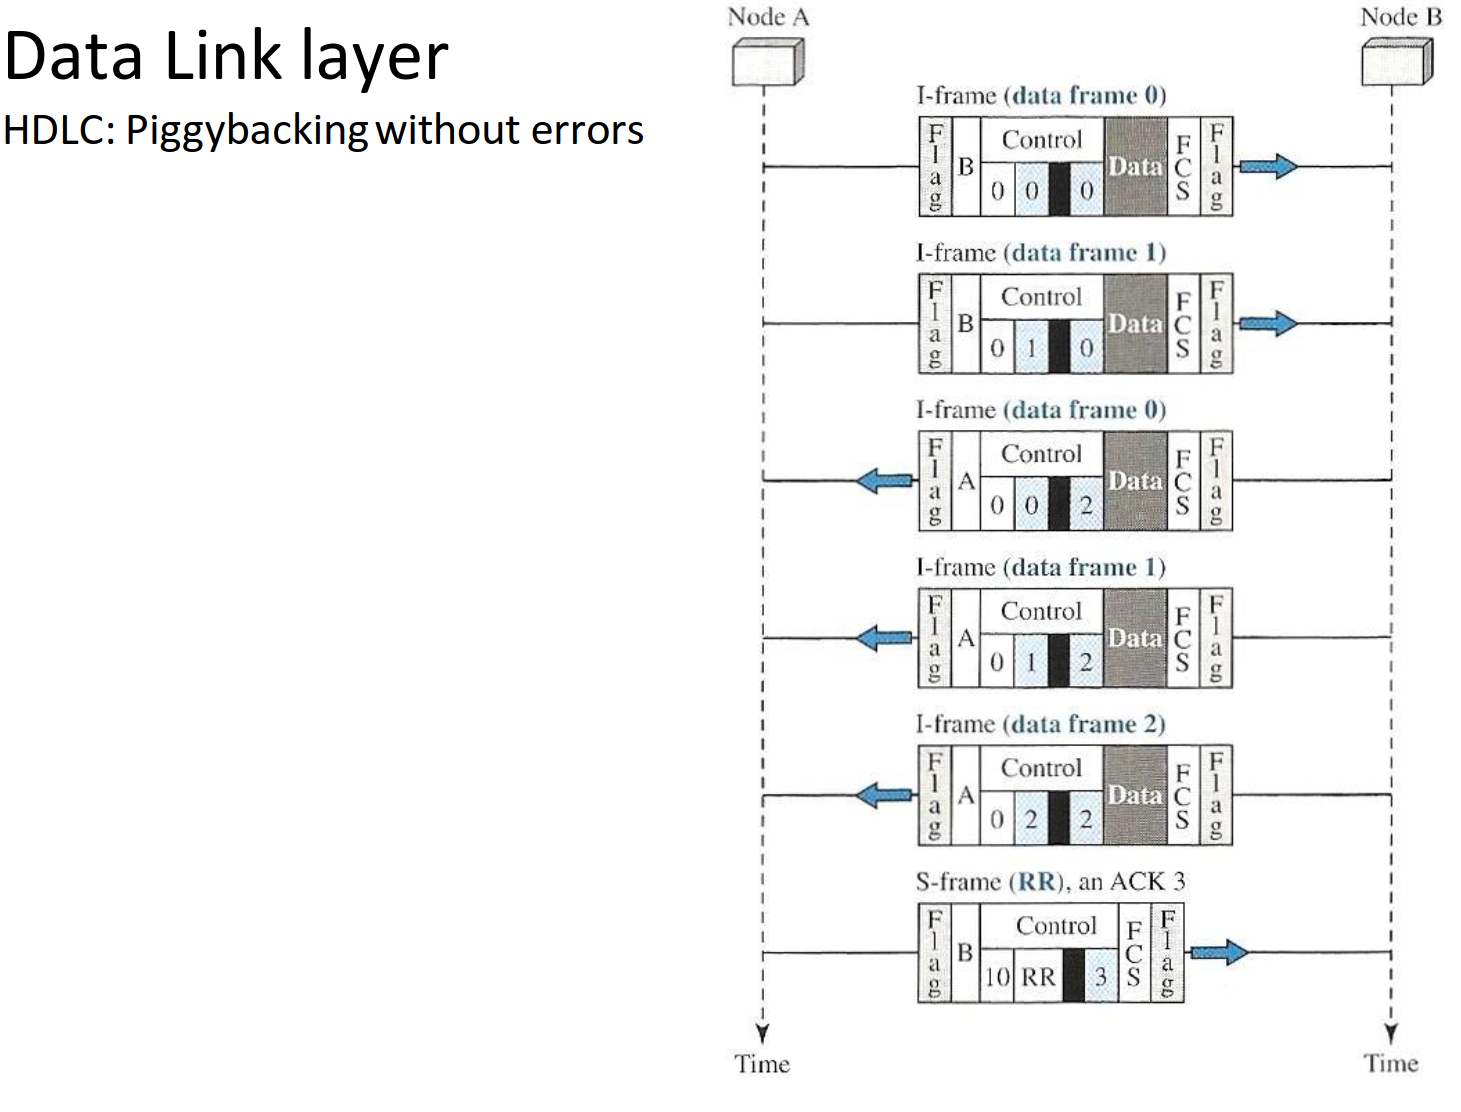 Data Link layer
HDLC: Piggybacking without errors
Node A
Node B
I-frame (data frame 0)
Flag B Control 0 0 0 Data FCS Flag
I-frame (data frame 1)
Flag B Control 0 1 0 Data FCS Flag
I-frame (data frame 0)
Flag A Control 0 0 2 Data FCS Flag
I-frame (data frame 1)
Flag A Control 0 1 2 Data FCS Flag
I-frame (data frame 2)
Flag A Control 0 2 2 Data FCS Flag
S-frame (RR), an ACK 3
Flag B Control 10 RR 3 FCS Flag
Time
Time